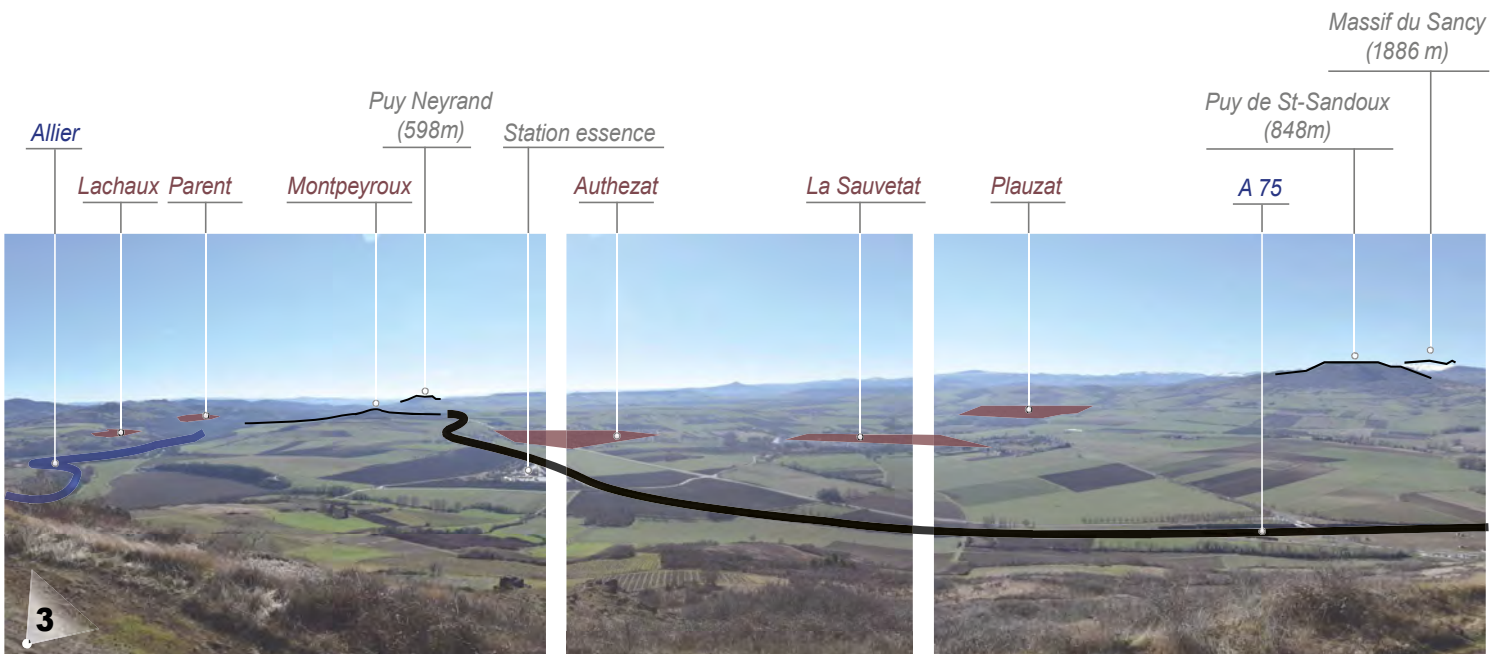 Massif du Sancy
(1886 m)
Puy Neyrand
(598m)
Puy de St-Sandoux
(848m)
Allier
Station essence
Lachaux
Parent
Montpeyroux
Authezat
La Sauvetat
Plauzat
A 75
3